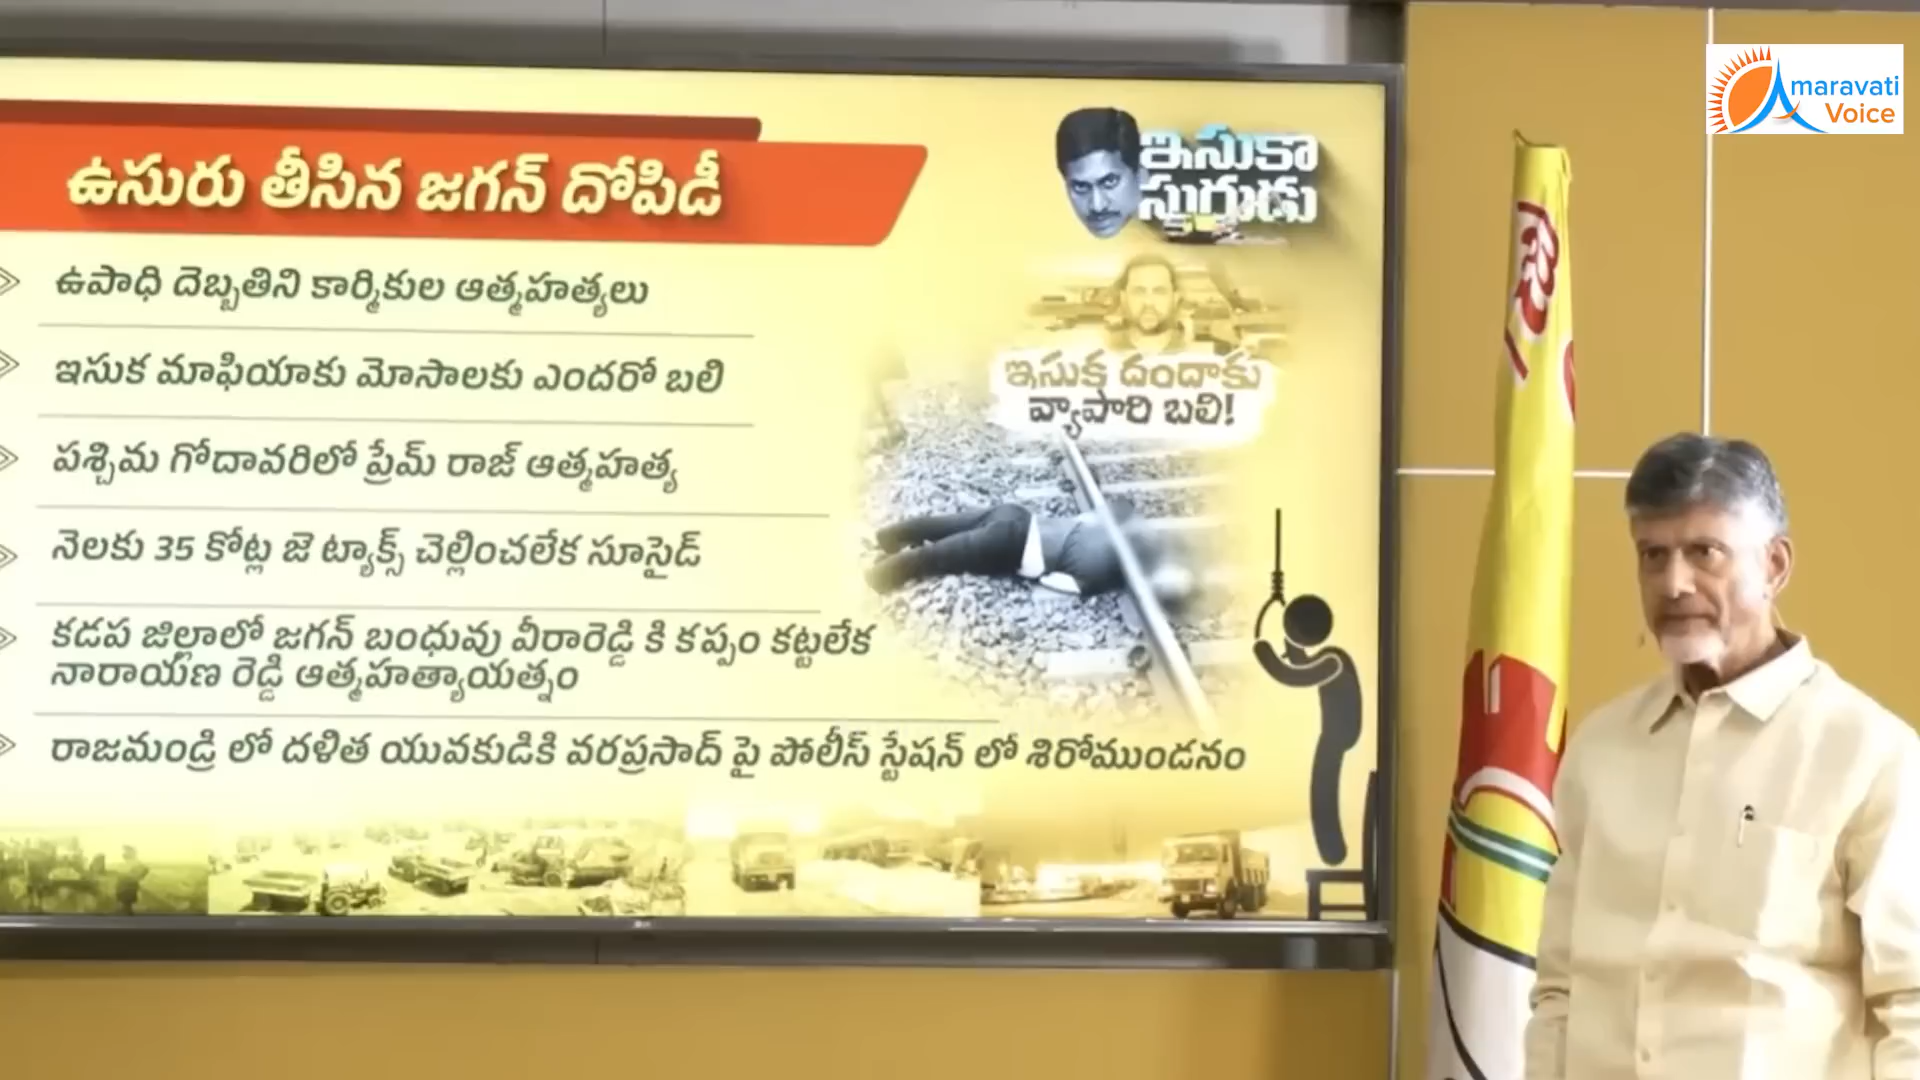 maravati
Voice
ఇసుకా
సురుడు
ఉసురు తీసిన జగన్ దోపిడీ
ఉపాధి దెబ్బతిని కార్మికుల ఆత్మహత్యలు
ఇసుక మాఫియాకు మోసాలకు ఎందరో బలి
పశ్చిమ గోదావరిలో ప్రేమ్ రాజ్ ఆత్మహత్య
నెలకు 35 కోట్ల జె ట్యాక్స్ చెల్లించలేక సూసైడ్
కడప జిల్లాలో జగన్ బంధువు వీరారెడ్డి కి కప్పం కట్టలేక
నారాయణ రెడ్డి ఆత్మహత్యాయత్నం
రాజమండ్రి లో దళిత యువకుడికి వరప్రసాద్ పై పోలీస్ స్టేషన్ లో శిరోముండనం
ఇసుక దందాకు
వ్యాపారి బలి!